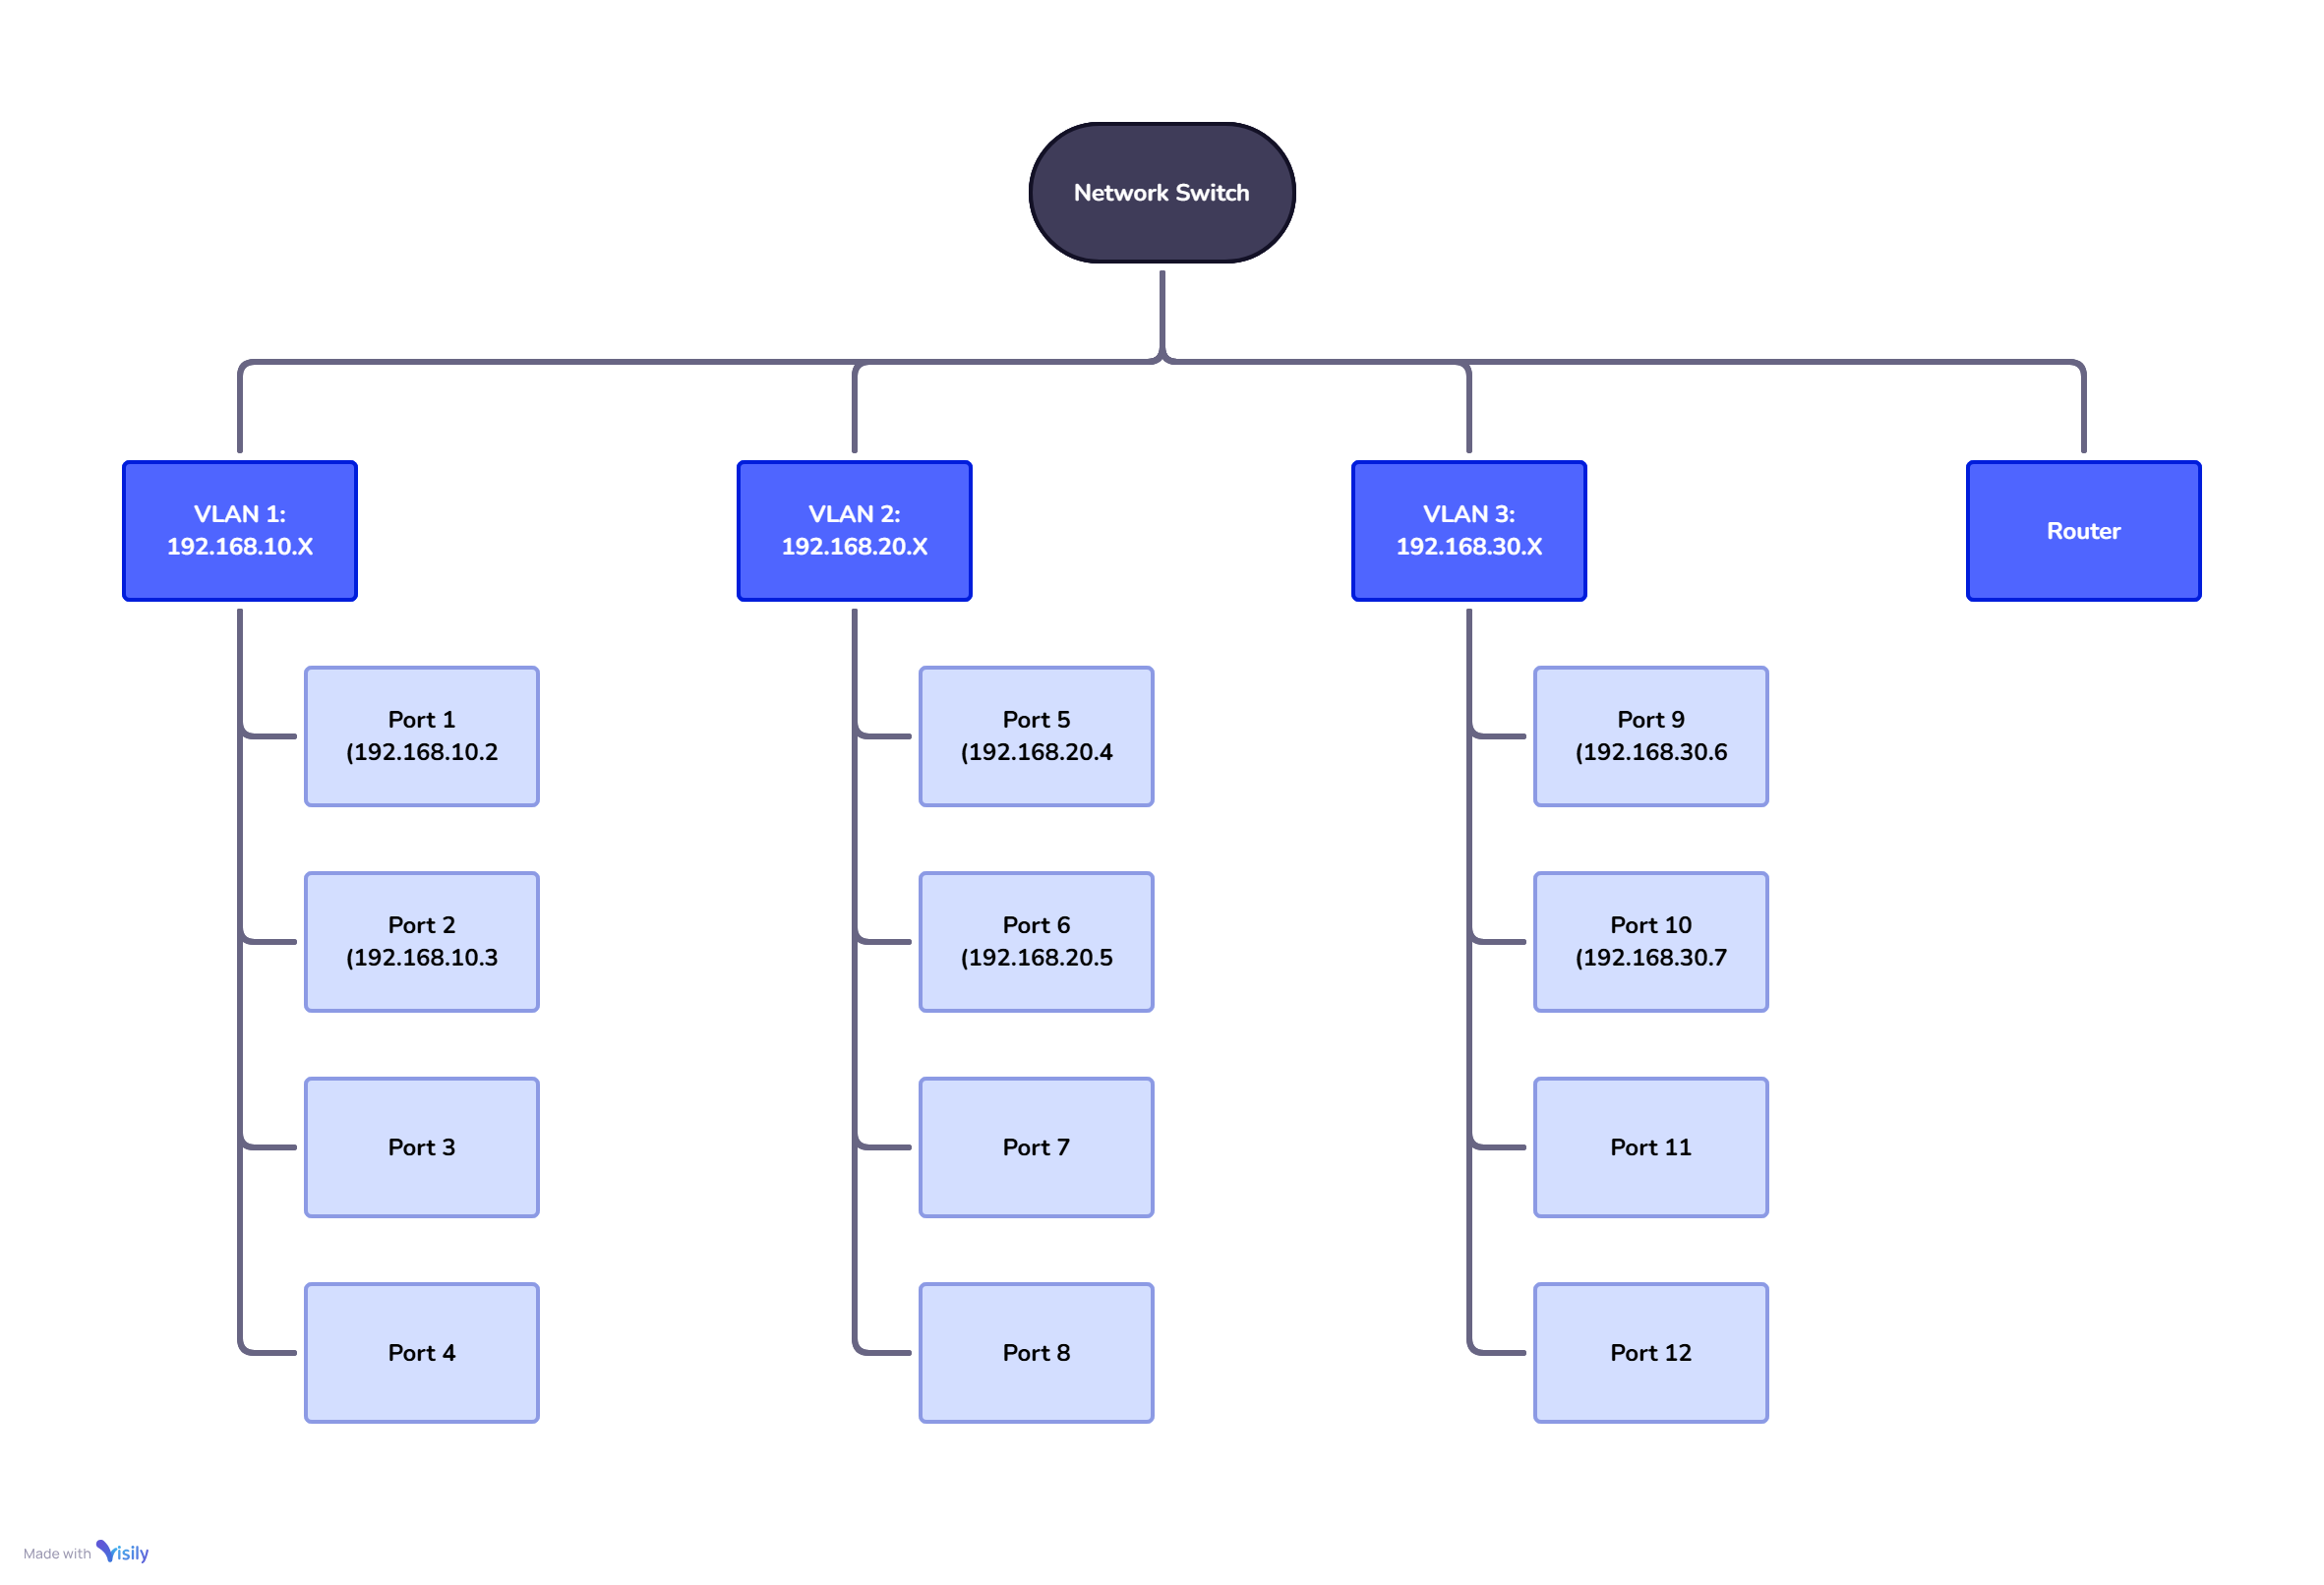 Network Switch
VLAN 1:
192.168.10.X
VLAN 2:
192.168.20.X
VLAN 3:
192.168.30.X
Router
Port 1
(192.168.10.2
Port 5
(192.168.20.4
Port 9
(192.168.30.6
Port 2
(192.168.10.3
Port 6
(192.168.20.5
Port 10
(192.168.30.7
Port 3
Port 7
Port 11
Port 4
Port 8
Port 12
Made with Visily